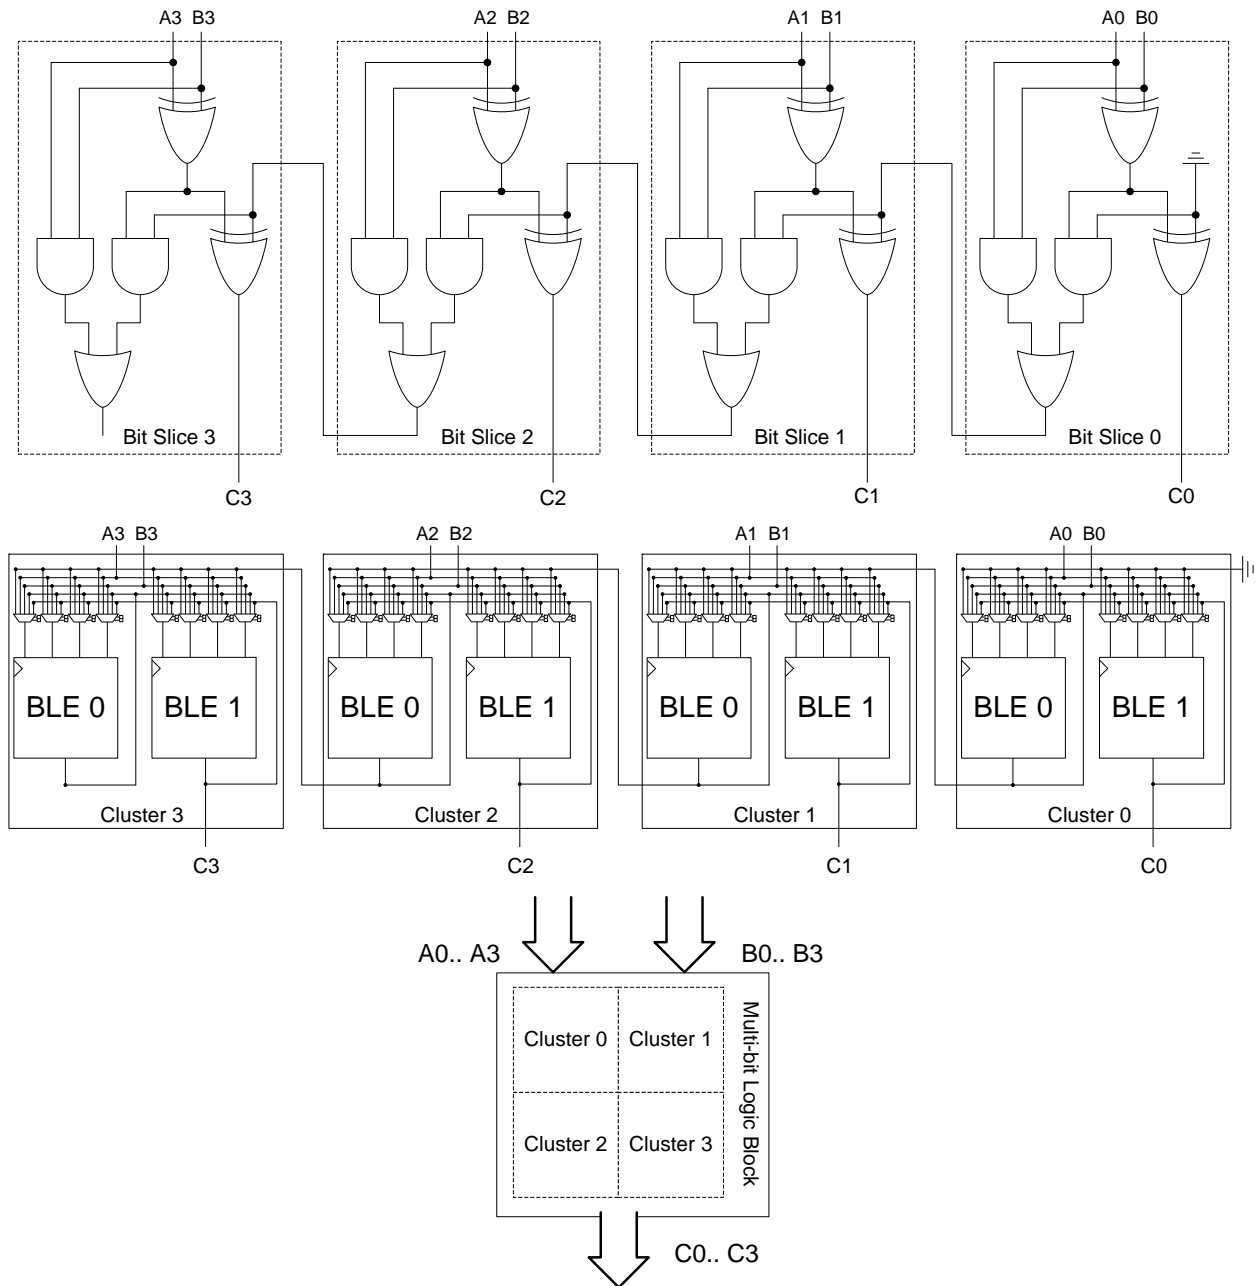 A3 B3 A2 B2 A1 B1 A0 B0
Bit Slice 3 Bit Slice 2 Bit Slice 1 Bit Slice 0
C3 C2 C1 C0
A3 B3 A2 B2 A1 B1 A0 B0
BLE 0 BLE 1 BLE 0 BLE 1 BLE 0 BLE 1 BLE 0 BLE 1
Cluster 3 Cluster 2 Cluster 1 Cluster 0
C3 C2 C1 C0
A0.. A3 B0.. B3
Cluster 0 Cluster 1
Cluster 2 Cluster 3
Multi-bit Logic Block
C0.. C3